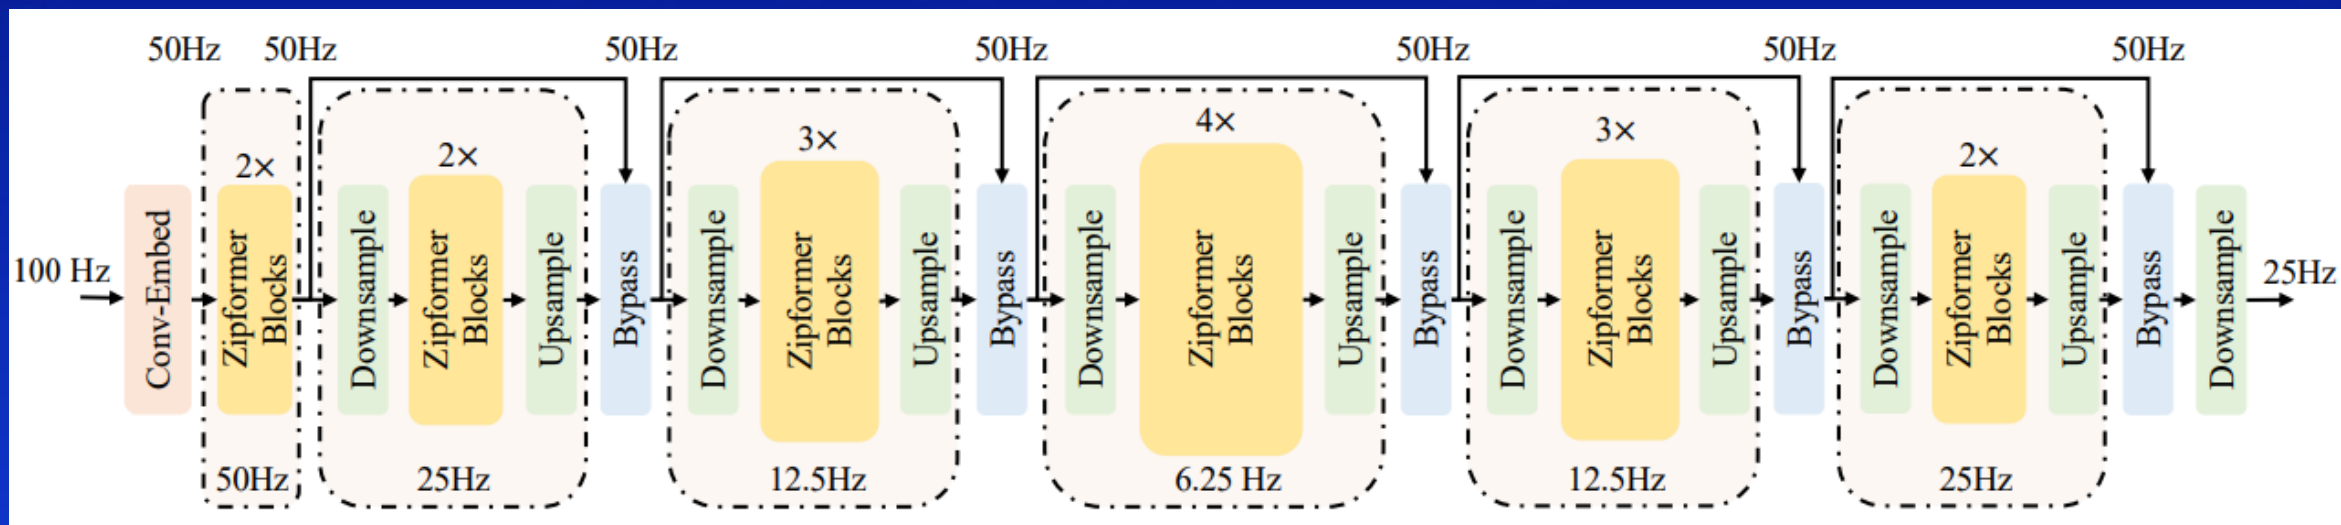 50Hz 50Hz 50Hz 50Hz 50Hz 50Hz 50Hz
100 Hz
Conv-Embed
2×
Zipformer
Blocks
50Hz
Downsample
2×
Zipformer
Blocks
Upsample
25Hz
Bypass
Downsample
3×
Zipformer
Blocks
Upsample
12.5Hz
Bypass
Downsample
4×
Zipformer
Blocks
Upsample
6.25 Hz
Bypass
Downsample
3×
Zipformer
Blocks
Upsample
12.5Hz
Bypass
Downsample
2×
Zipformer
Blocks
Upsample
25Hz
Bypass
Downsample
25Hz